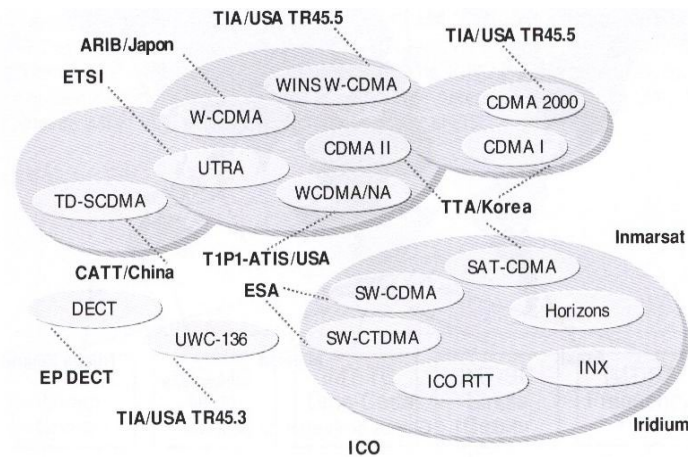 TIA/USA TR45.5
TIA/USA TR45.5
ARIB/Japon
ETSI
WINS W-CDMA
CDMA 2000
W-CDMA
CDMA II
CDMA I
UTRA
TD-SCDMA
WCDMA/NA
TTA/Korea
Inmarsat
T1P1-ATIS/USA
CATT/China
SAT-CDMA
ESA
SW-CDMA
DECT
Horizons
UWC-136
SW-CTDMA
EP DECT
ICO RTT
INX
TIA/USA TR45.3
Iridium
ICO